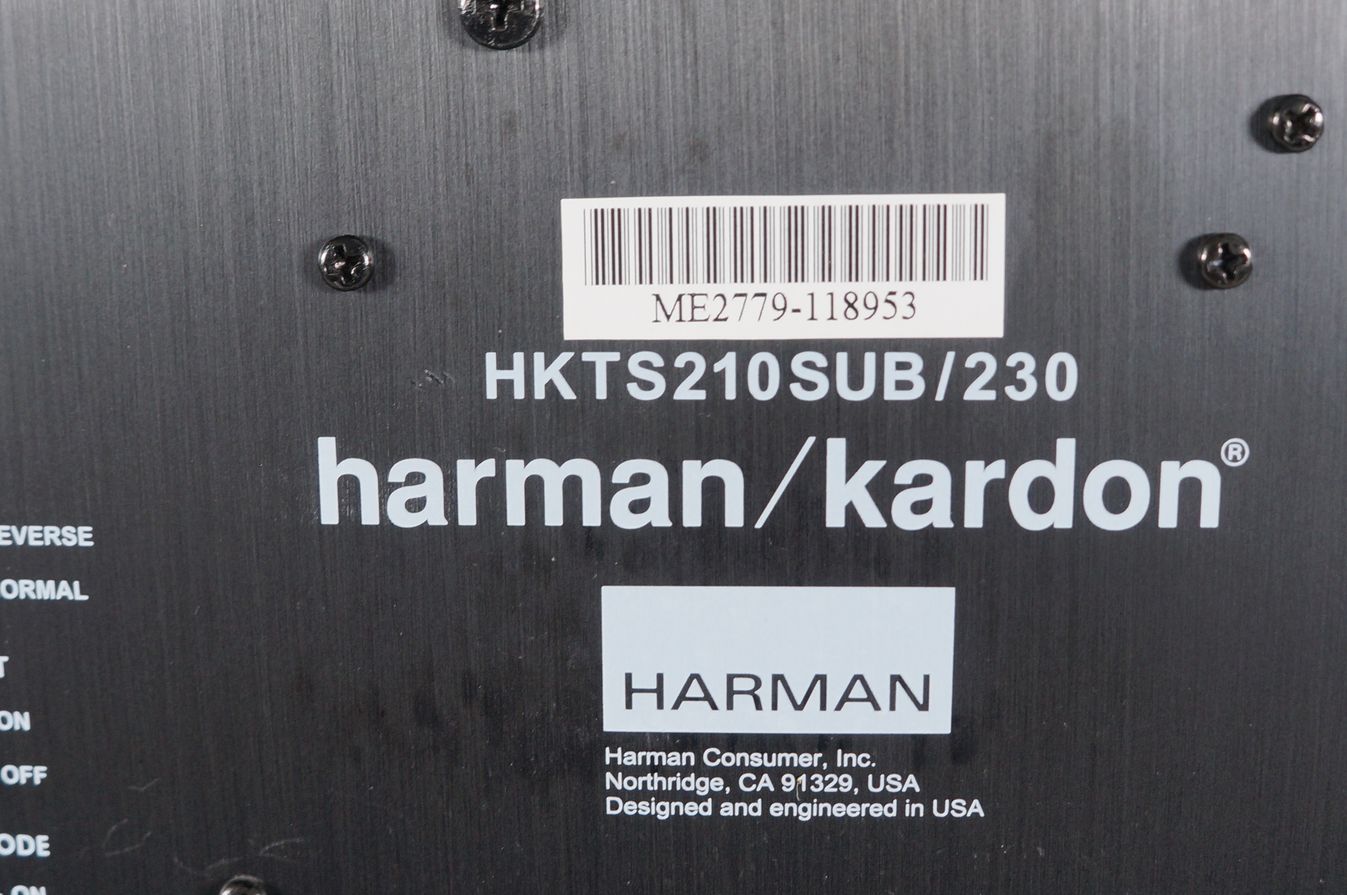 ME2779-118953
HKTS210SUB/230
harman/kardon®
EVERSE
ORMAL
T
ON
OFF
ODE
ON
HARMAN
Harman Consumer, Inc.
Northridge, CA 91329, USA
Designed and engineered in USA